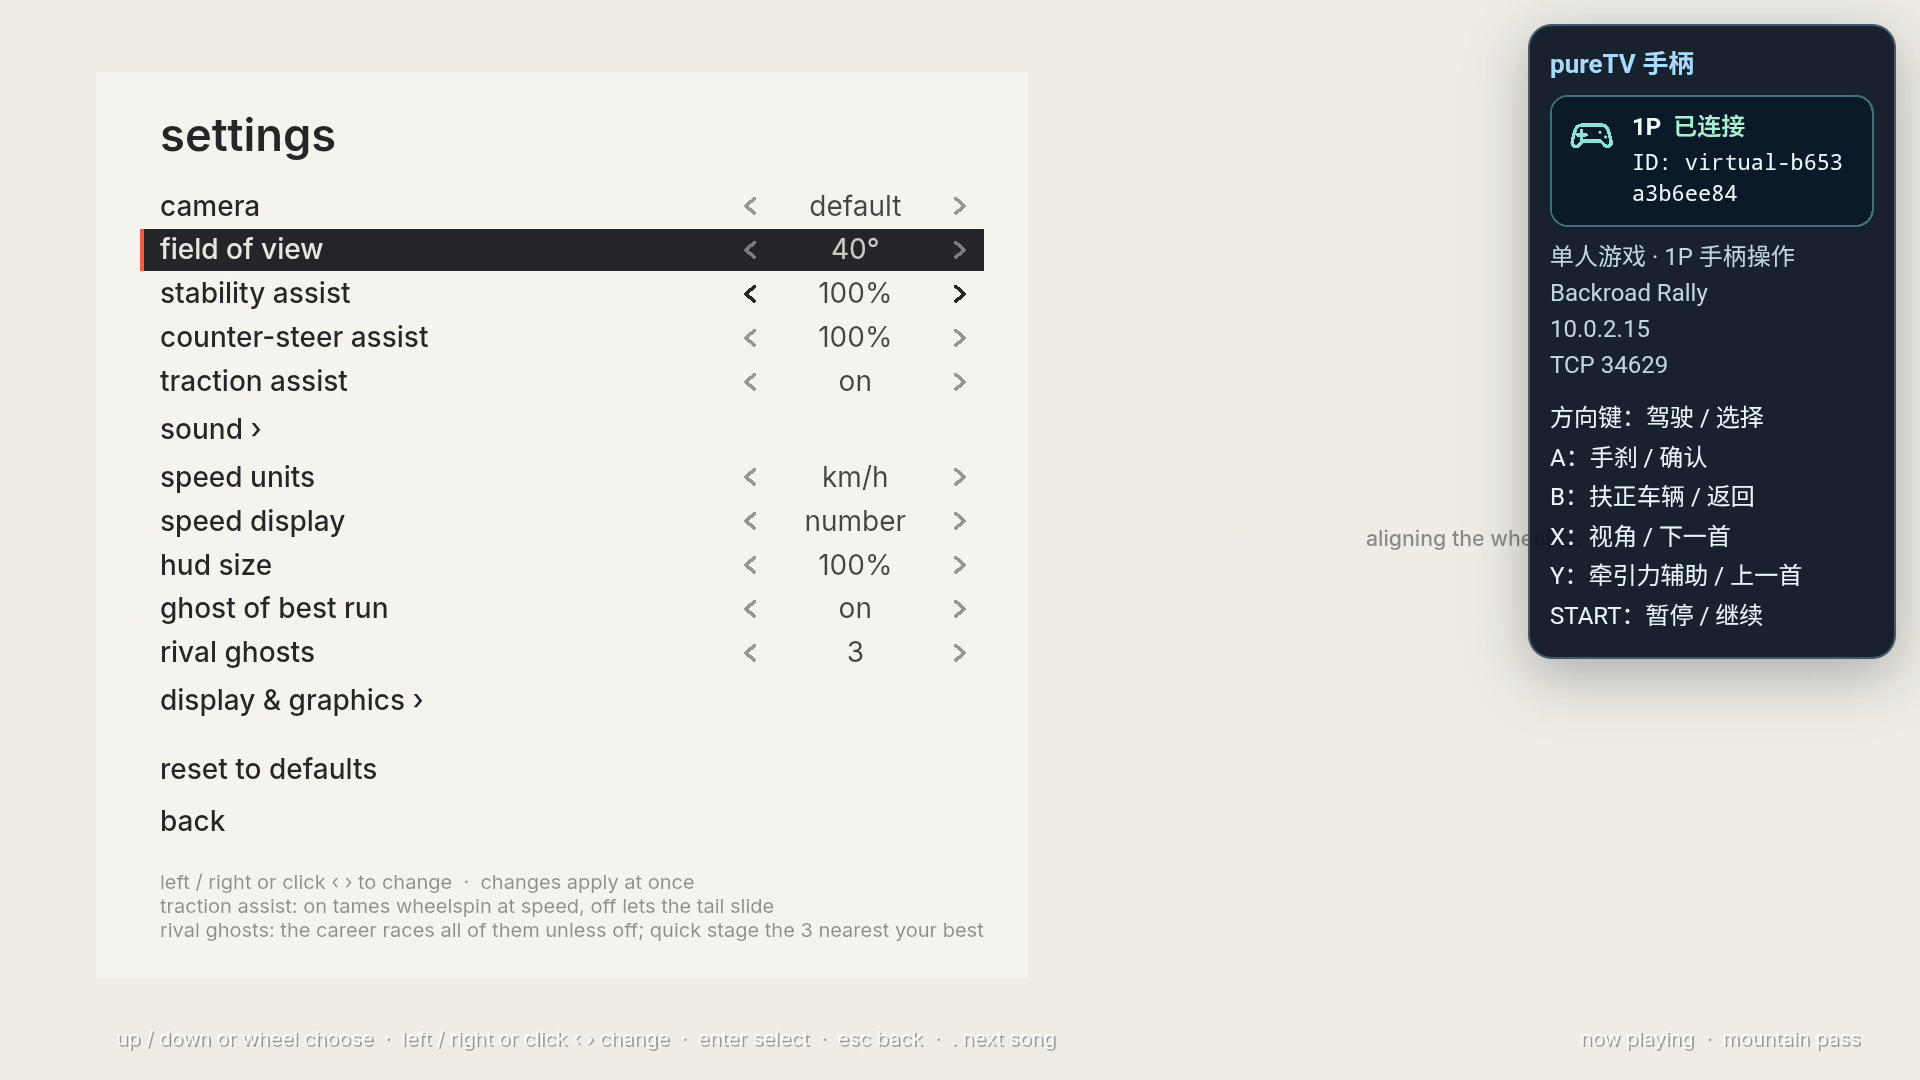 settings
camera < default >
field of view < 40° >
stability assist < 100% >
counter-steer assist < 100% >
traction assist < on >
sound ›
speed units < km/h >
speed display < number >
hud size < 100% >
ghost of best run < on >
rival ghosts < 3 >
display & graphics ›
reset to defaults
back
left / right or click ‹ › to change · changes apply at once
traction assist: on tames wheelspin at speed, off lets the tail slide
rival ghosts: the career races all of them unless off; quick stage the 3 nearest your best
aligning the
pureTV 手柄
1P 已连接
ID: virtual-b653
a3b6ee84
单人游戏 · 1P 手柄操作
Backroad Rally
10.0.2.15
TCP 34629
方向键：驾驶 / 选择
A：手刹 / 确认
B：扶正车辆 / 返回
X：视角 / 下一首
Y：牵引力辅助 / 上一首
START：暂停 / 继续
up / down or wheel choose · left / right or click ‹ › change · enter select · esc back · . next song
now playing · mountain pass